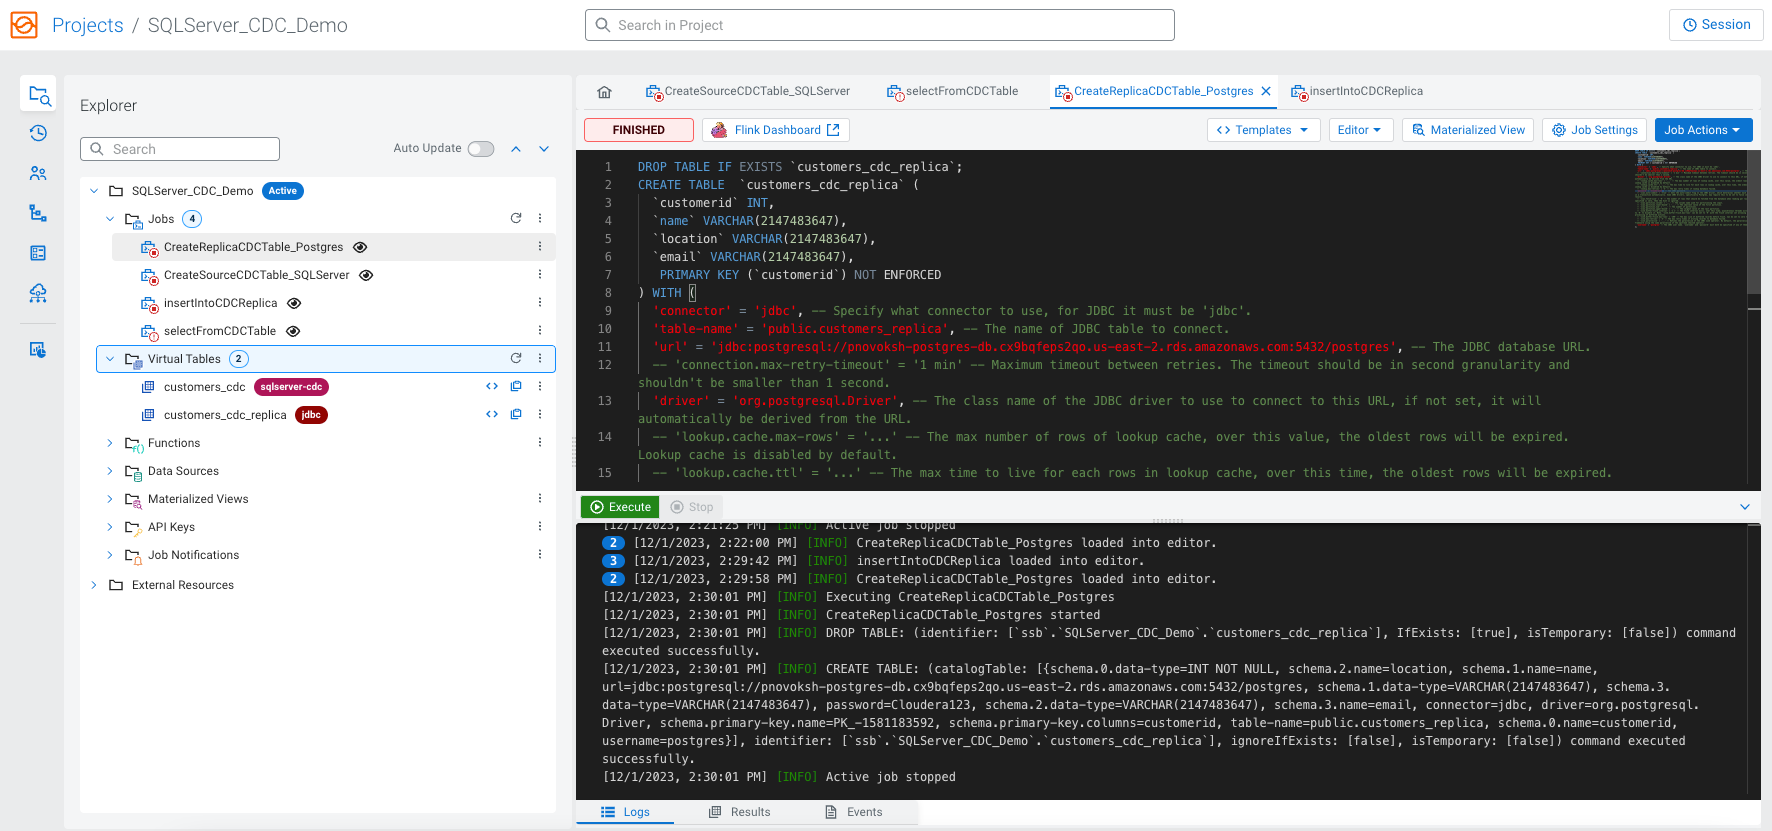 Projects / SQLServer_CDC_Demo
Search in Project
Session
Explorer
Search
Auto Update
SQLServer_CDC_Demo Active
Jobs 4
CreateReplicaCDCTable_Postgres
CreateSourceCDCTable_SQLServer
insertIntoCDCReplica
selectFromCDCTable
Virtual Tables 2
customers_cdc sqlserver-cdc
customers_cdc_replica jdbc
Functions
Data Sources
Materialized Views
API Keys
Job Notifications
External Resources
CreateSourceCDCTable_SQLServer
selectFromCDCTable
CreateReplicaCDCTable_Postgres
insertIntoCDCReplica
FINISHED
Flink Dashboard
Templates
Editor
Materialized View
Job Settings
Job Actions
1 DROP TABLE IF EXISTS `customers_cdc_replica`;
2 CREATE TABLE  `customers_cdc_replica` (
3 `customerid` INT,
4 `name` VARCHAR(2147483647),
5 `location` VARCHAR(2147483647),
6 `email` VARCHAR(2147483647),
7 PRIMARY KEY (`customerid`) NOT ENFORCED
8 ) WITH (
9 'connector' = 'jdbc', -- Specify what connector to use, for JDBC it must be 'jdbc'.
10 'table-name' = 'public.customers_replica', -- The name of JDBC table to connect.
11 'url' = 'jdbc:postgresql://pnovoksh-postgres-db.cx9bqfeps2qo.us-east-2.rds.amazonaws.com:5432/postgres', -- The JDBC database URL.
12 -- 'connection.max-retry-timeout' = '1 min' -- Maximum timeout between retries. The timeout should be in second granularity and
shouldn't be smaller than 1 second.
13 'driver' = 'org.postgresql.Driver', -- The class name of the JDBC driver to use to connect to this URL, if not set, it will
automatically be derived from the URL.
14 -- 'lookup.cache.max-rows' = '...' -- The max number of rows of lookup cache, over this value, the oldest rows will be expired.
Lookup cache is disabled by default.
15 -- 'lookup.cache.ttl' = '...' -- The max time to live for each rows in lookup cache, over this time, the oldest rows will be expired.
Execute
Stop
[12/1/2023, 2:21:25 PM] [INFO] Active job stopped
2 [12/1/2023, 2:22:00 PM] [INFO] CreateReplicaCDCTable_Postgres loaded into editor.
3 [12/1/2023, 2:29:42 PM] [INFO] insertIntoCDCReplica loaded into editor.
2 [12/1/2023, 2:29:58 PM] [INFO] CreateReplicaCDCTable_Postgres loaded into editor.
[12/1/2023, 2:30:01 PM] [INFO] Executing CreateReplicaCDCTable_Postgres
[12/1/2023, 2:30:01 PM] [INFO] CreateReplicaCDCTable_Postgres started
[12/1/2023, 2:30:01 PM] [INFO] DROP TABLE: (identifier: [`ssb`.`SQLServer_CDC_Demo`.`customers_cdc_replica`], IfExists: [true], isTemporary: [false]) command
executed successfully.
[12/1/2023, 2:30:01 PM] [INFO] CREATE TABLE: (catalogTable: [{schema.0.data-type=INT NOT NULL, schema.2.name=location, schema.1.name=name,
url=jdbc:postgresql://pnovoksh-postgres-db.cx9bqfeps2qo.us-east-2.rds.amazonaws.com:5432/postgres, schema.1.data-type=VARCHAR(2147483647), schema.3.
data-type=VARCHAR(2147483647), password=Cloudera123, schema.2.data-type=VARCHAR(2147483647), schema.3.name=email, connector=jdbc, driver=org.postgresql.
Driver, schema.primary-key.name=PK_-1581183592, schema.primary-key.columns=customerid, table-name=public.customers_replica, schema.0.name=customerid,
username=postgres}], identifier: [`ssb`.`SQLServer_CDC_Demo`.`customers_cdc_replica`], ignoreIfExists: [false], isTemporary: [false]) command executed
successfully.
[12/1/2023, 2:30:01 PM] [INFO] Active job stopped
Logs
Results
Events